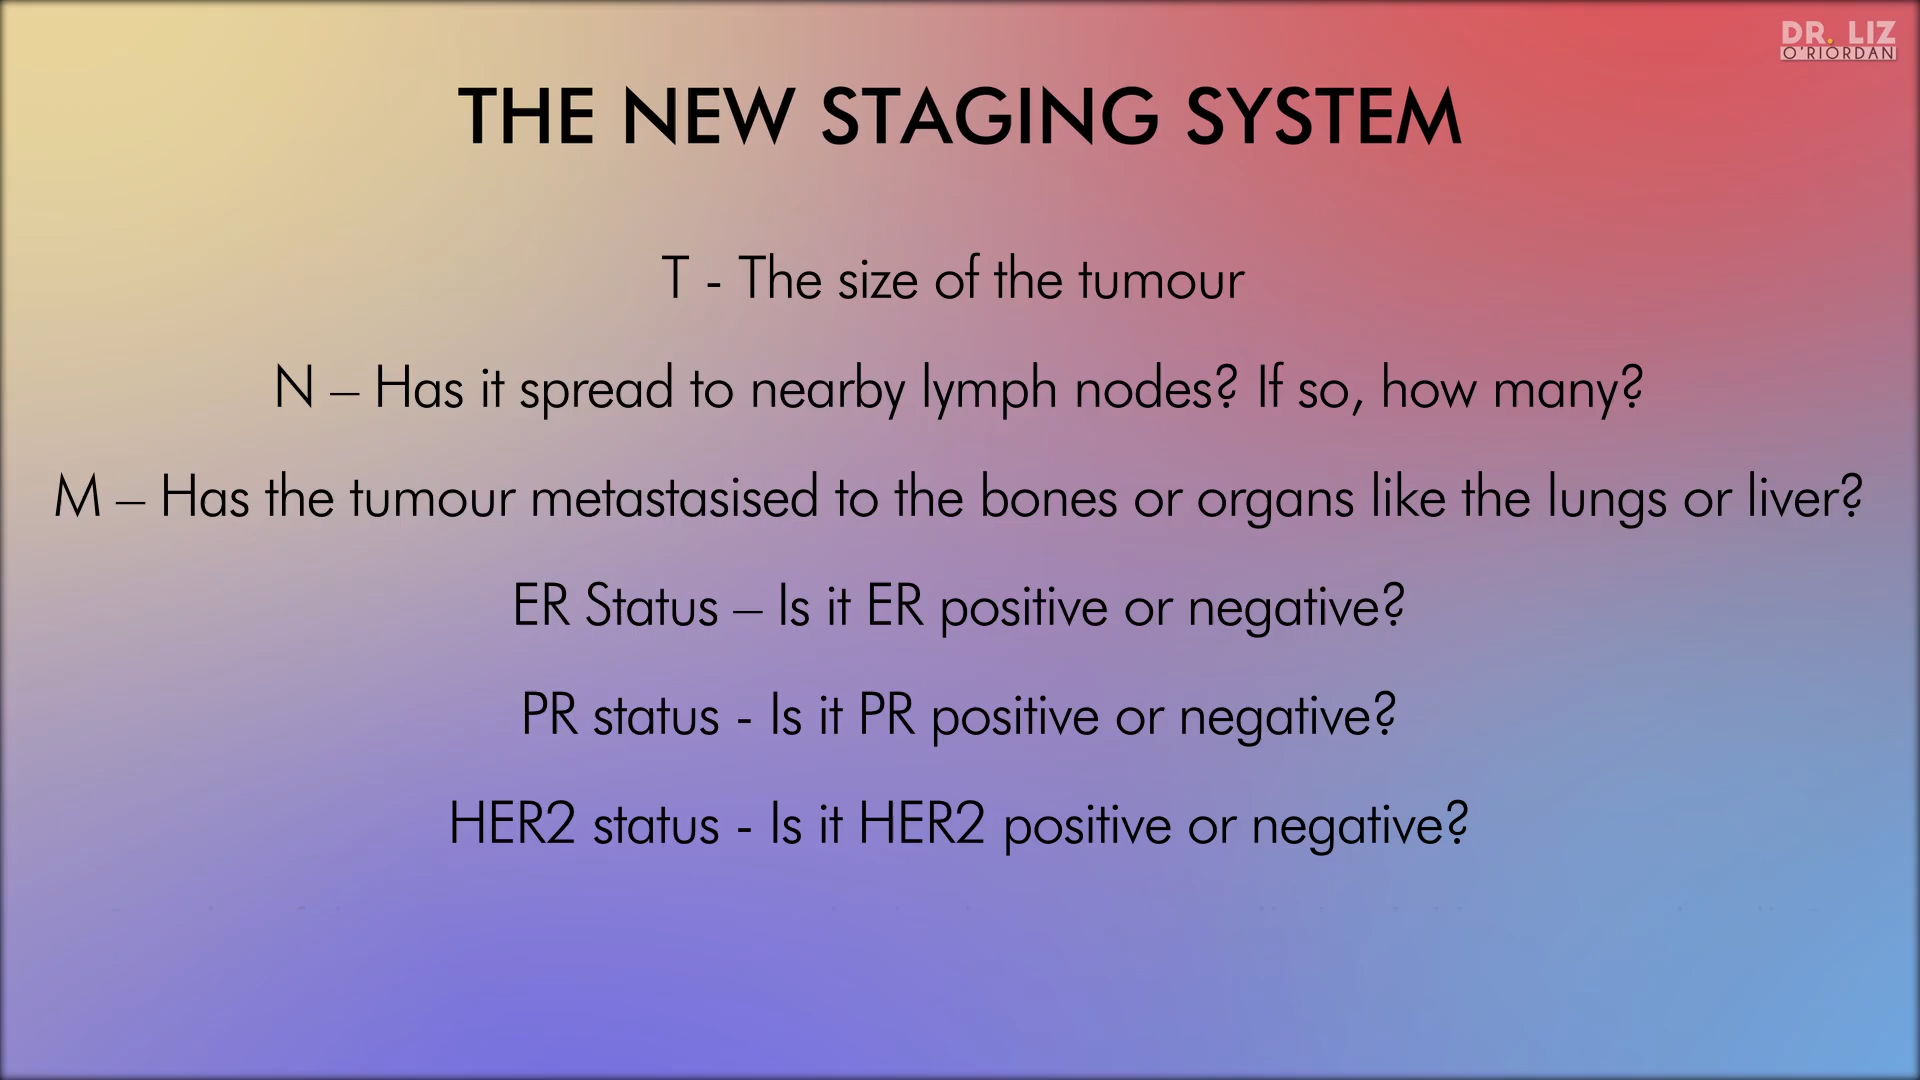 DR. LIZ
O'RIORDAN
THE NEW STAGING SYSTEM
T - The size of the tumour
N – Has it spread to nearby lymph nodes? If so, how many?
M – Has the tumour metastasised to the bones or organs like the lungs or liver?
ER Status – Is it ER positive or negative?
PR status - Is it PR positive or negative?
HER2 status - Is it HER2 positive or negative?